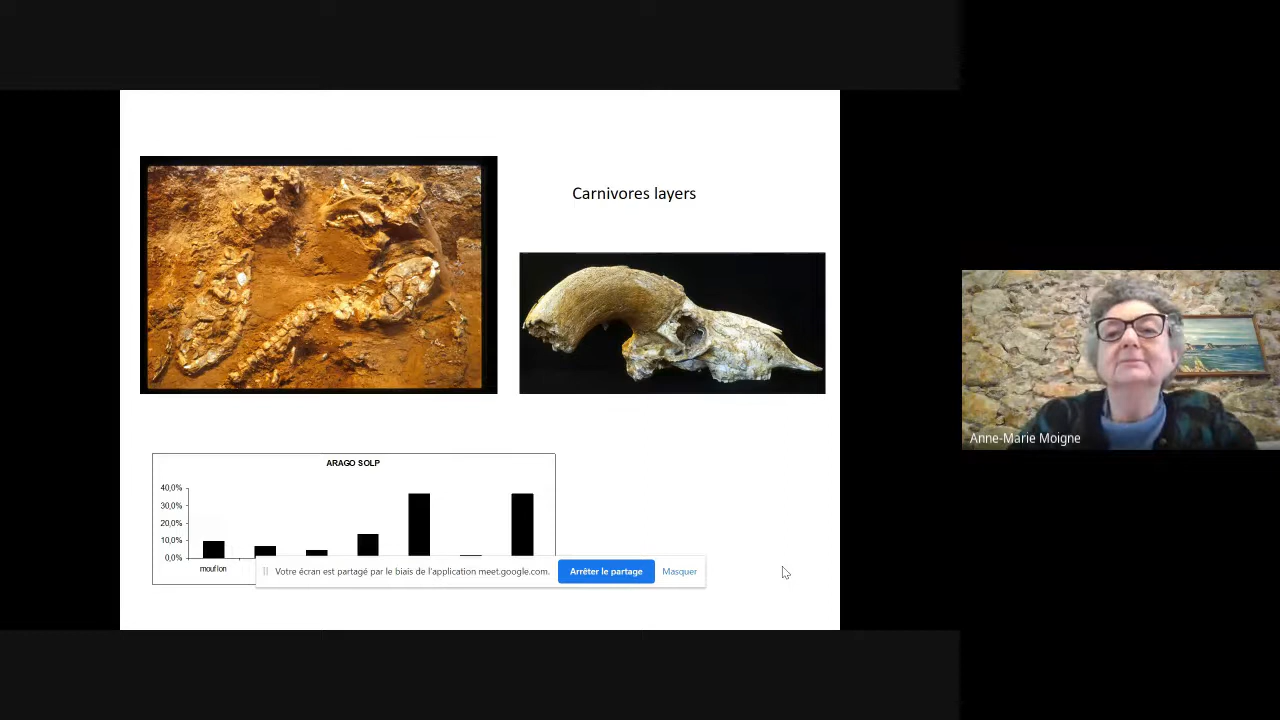 Carnivores layers
ARAGO SOLP
40,0%
30,0%
20,0%
10,0%
0,0%
mouflon
Votre écran est partagé par le biais de l'application meet.google.com.
Arrêter le partage
Masquer
Anne-Marie Moigne